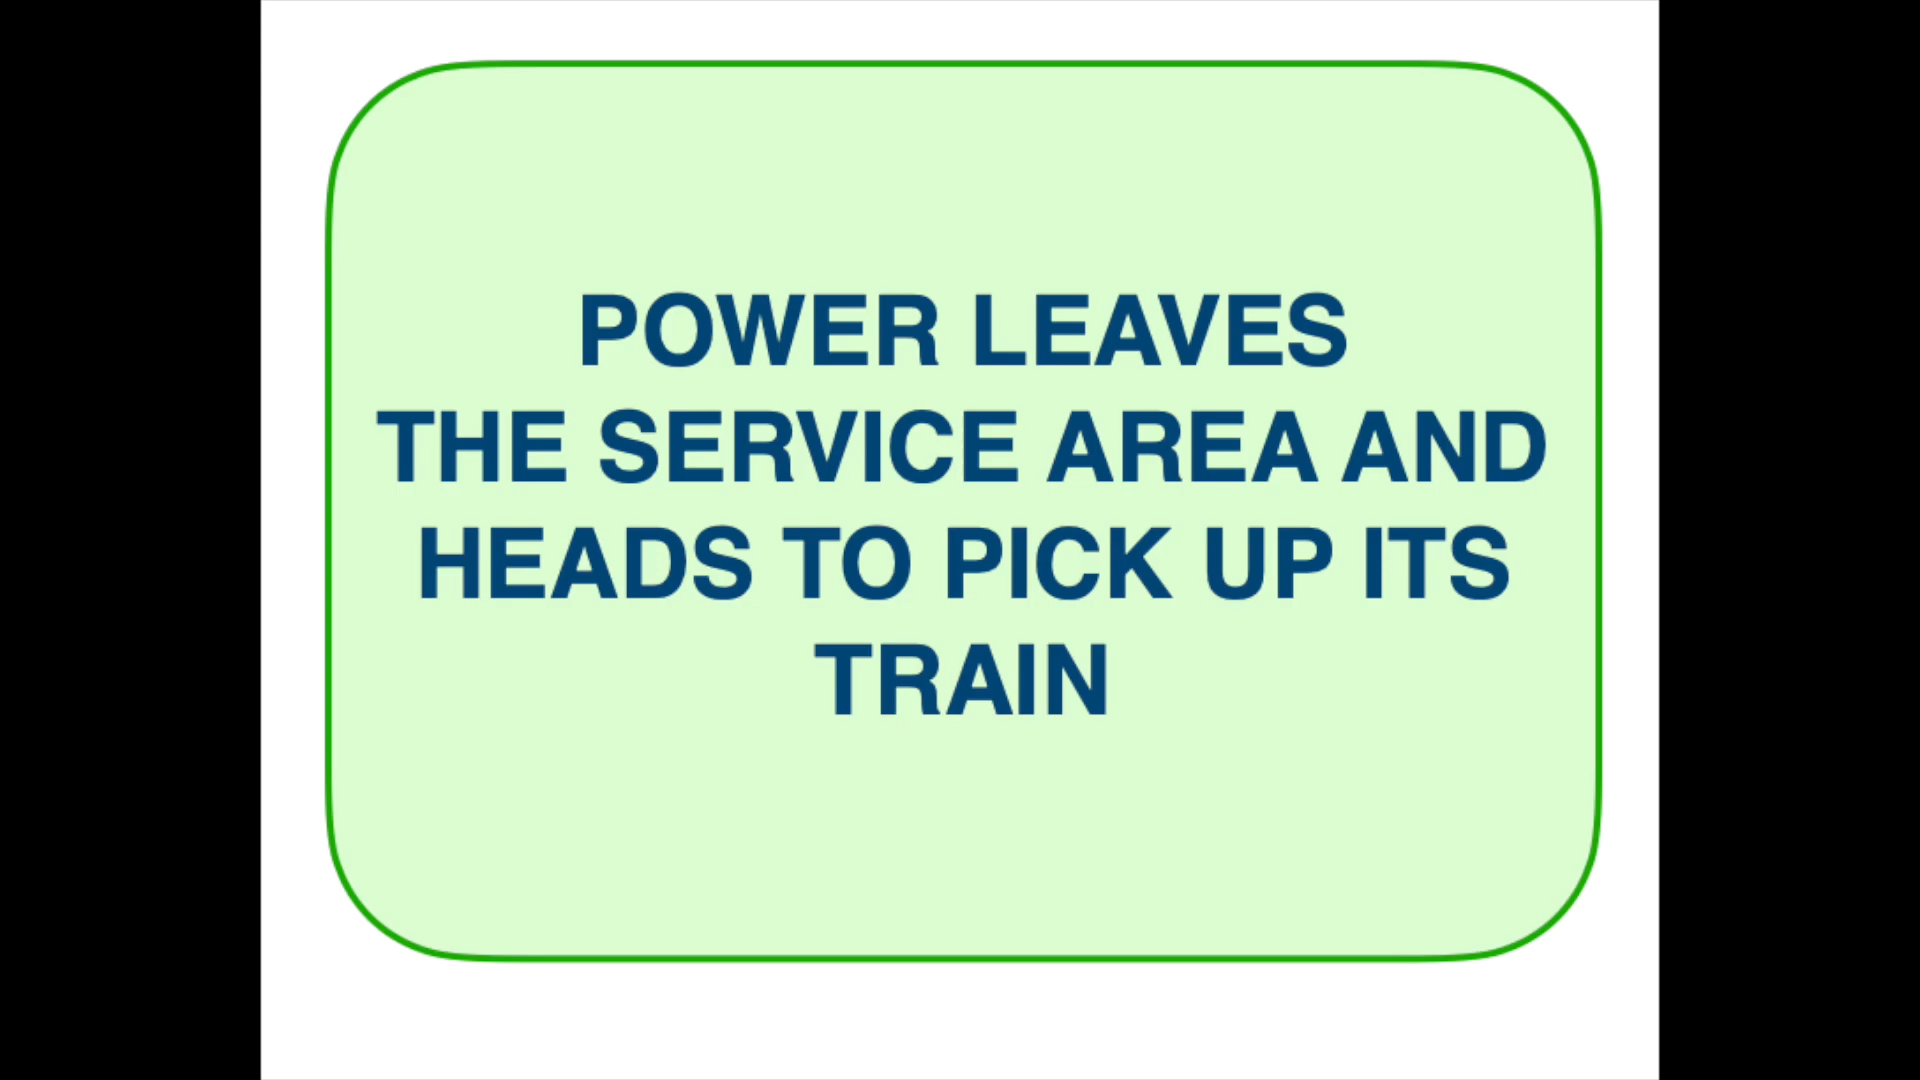 POWER LEAVES
THE SERVICE AREA AND
HEADS TO PICK UP ITS
TRAIN